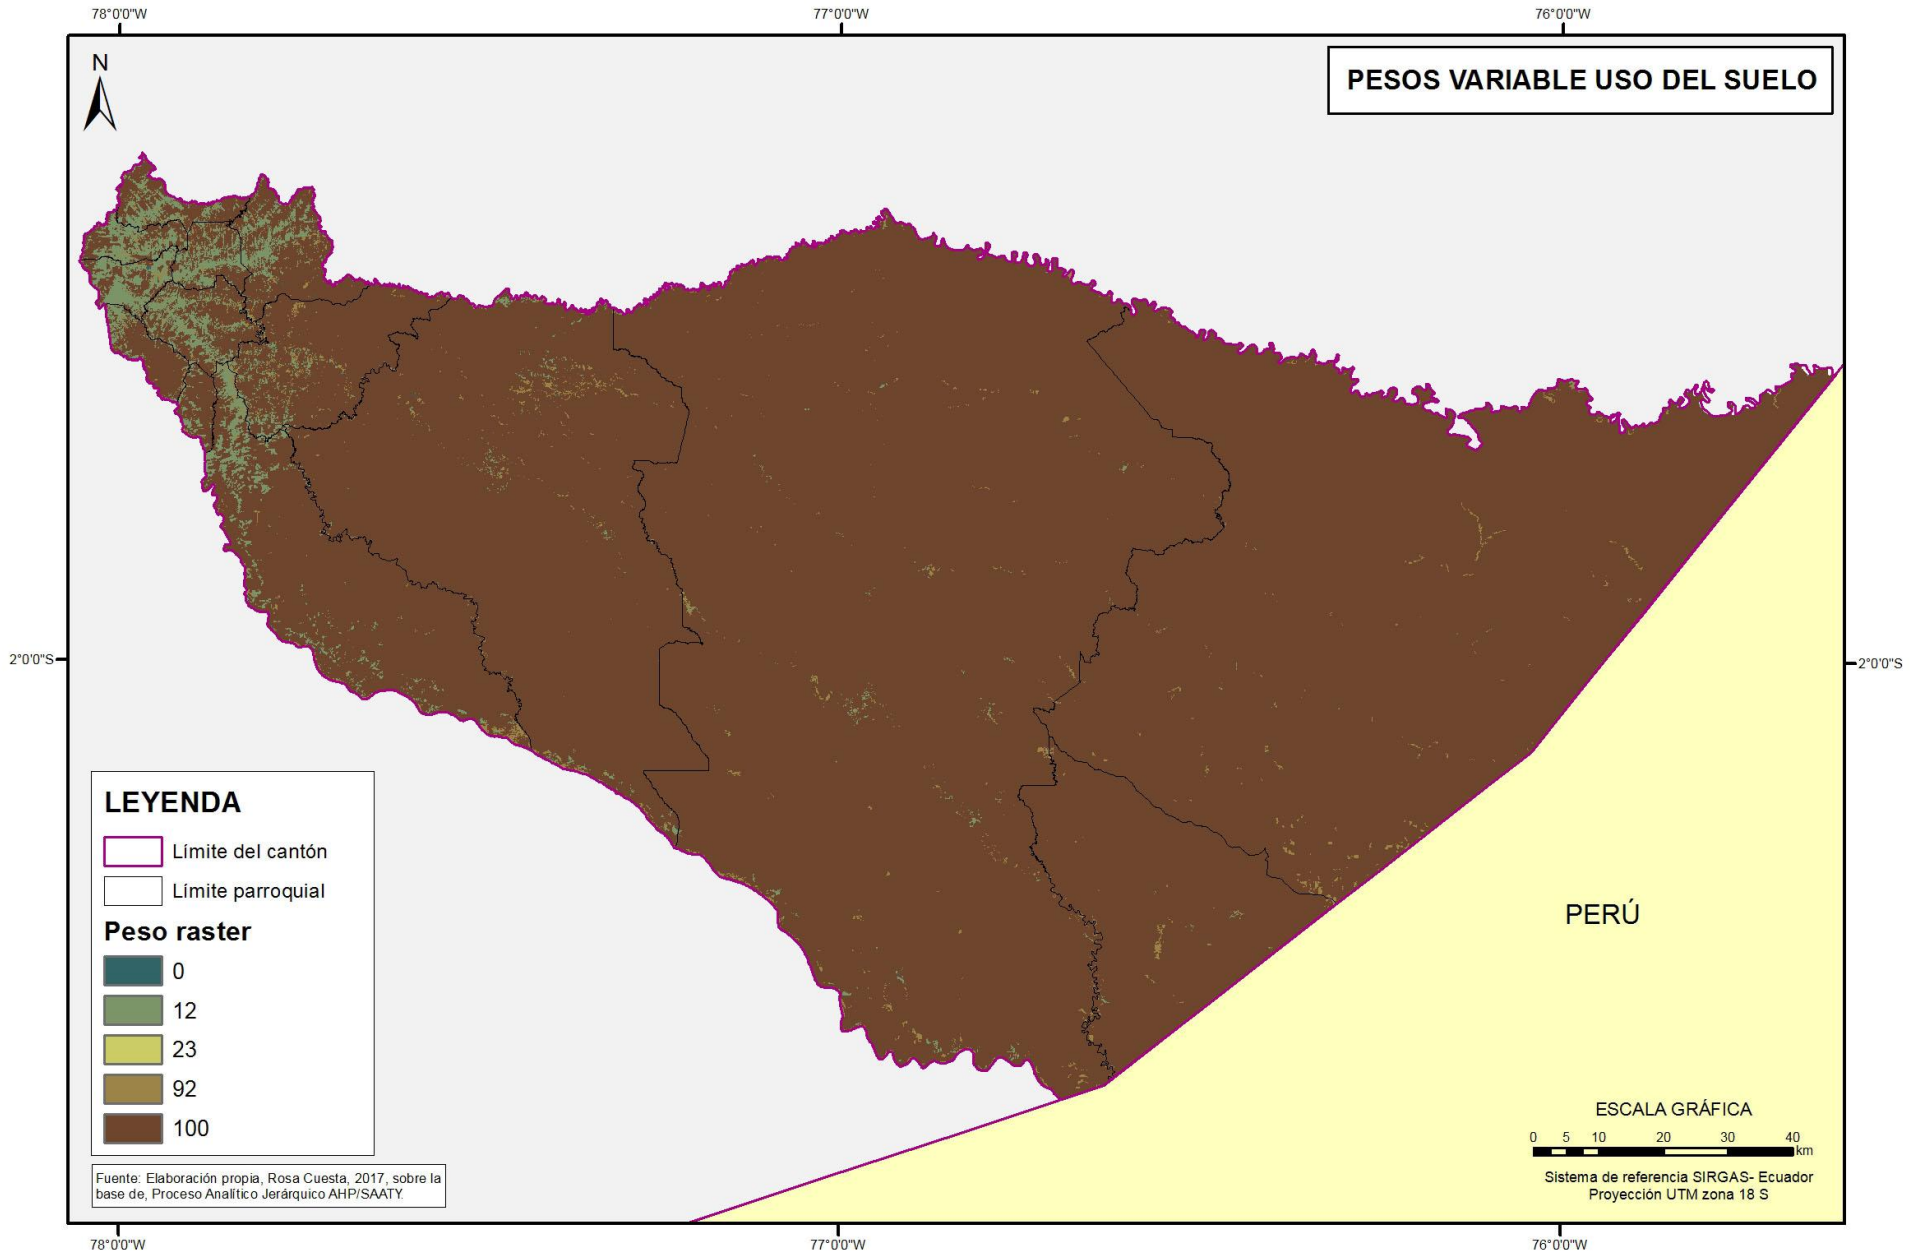 78°0'0"W
77°0'0"W
76°0'0"W
N
PESOS VARIABLE USO DEL SUELO
2°0'0"S
2°0'0"S
LEYENDA
Límite del cantón
Límite parroquial
Peso raster
0
12
23
92
100
Fuente: Elaboración propia, Rosa Cuesta, 2017, sobre la
base de, Proceso Analítico Jerárquico AHP/SAATY.
PERÚ
ESCALA GRÁFICA
0 5 10 20 30 40
km
Sistema de referencia SIRGAS- Ecuador
Proyección UTM zona 18 S
78°0'0"W
77°0'0"W
76°0'0"W